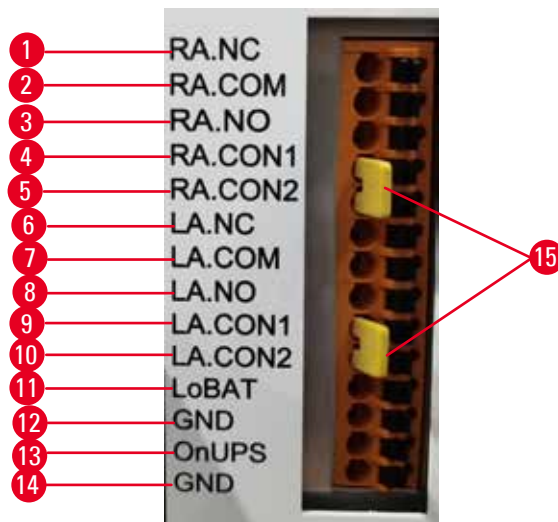 1 RA.NC
2 RA.COM
3 RA.NO
4 RA.CON1
5 RA.CON2
6 LA.NC
7 LA.COM
8 LA.NO
9 LA.CON1
10 LA.CON2
11 LoBAT
12 GND
13 OnUPS
14 GND
15